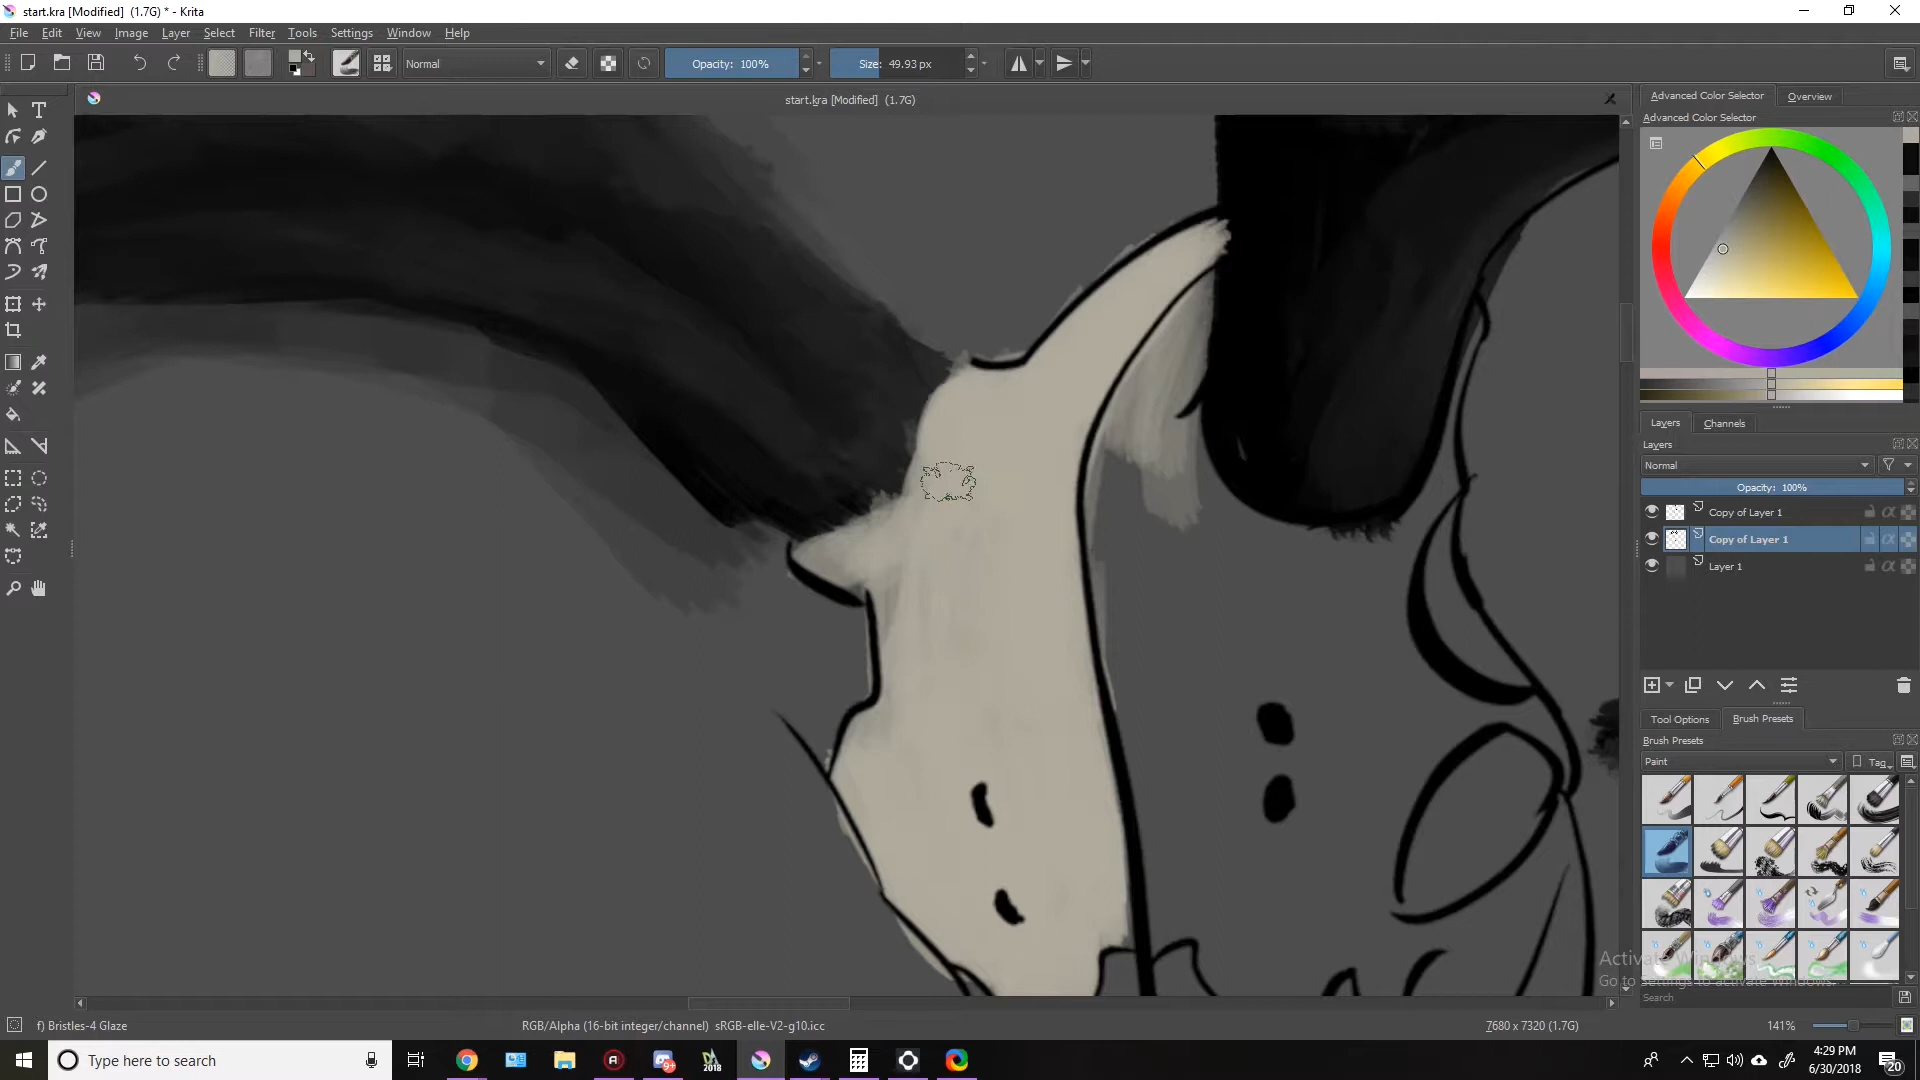 start.kra [Modified] (1.7G) * - Krita
File Edit View Image Layer Select Filter Tools Settings Window Help
Normal
Opacity: 100%
Size: 49.93 px
start.kra [Modified] (1.7G)
Advanced Color Selector
Overview
Advanced Color Selector
Layers
Channels
Layers
Normal
Opacity: 100%
Copy of Layer 1
Copy of Layer 1
Layer 1
Tool Options
Brush Presets
Brush Presets
Paint
Tag
Activate Windows
Go to Settings to activate Windows.
Search
f) Bristles-4 Glaze
RGB/Alpha (16-bit integer/channel) sRGB-elle-V2-g10.icc
7680 x 7320 (1.7G)
141%
Type here to search
9+
2018
4:29 PM
6/30/2018
20